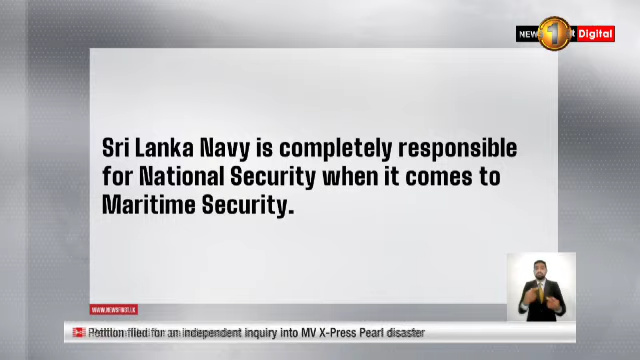 NEWS 1st Digital
Sri Lanka Navy is completely responsible
for National Security when it comes to
Maritime Security.
WWW.NEWSFIRST.LK
Petition filed for an independent inquiry into MV X-Press Pearl disaster